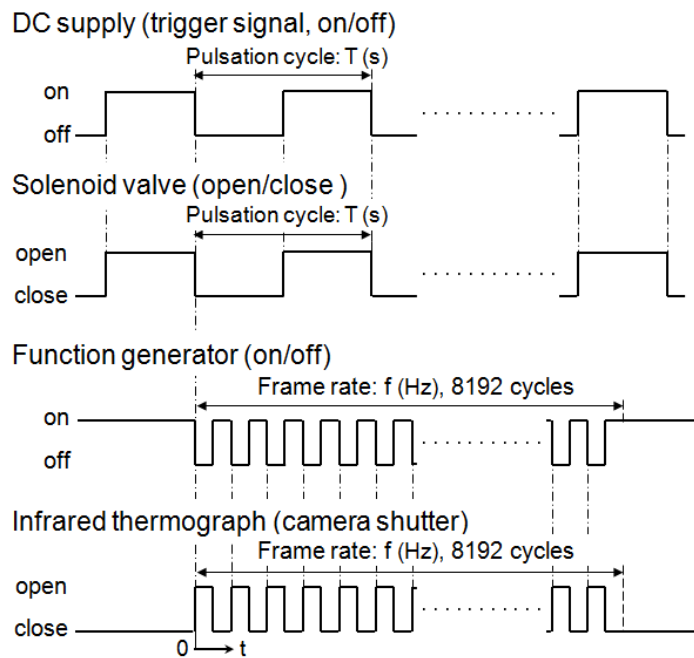 DC supply (trigger signal, on/off)
Pulsation cycle: T (s)
on
off
Solenoid valve (open/close )
Pulsation cycle: T (s)
open
close
Function generator (on/off)
Frame rate: f (Hz), 8192 cycles
on
off
Infrared thermograph (camera shutter)
Frame rate: f (Hz), 8192 cycles
open
close
0 t